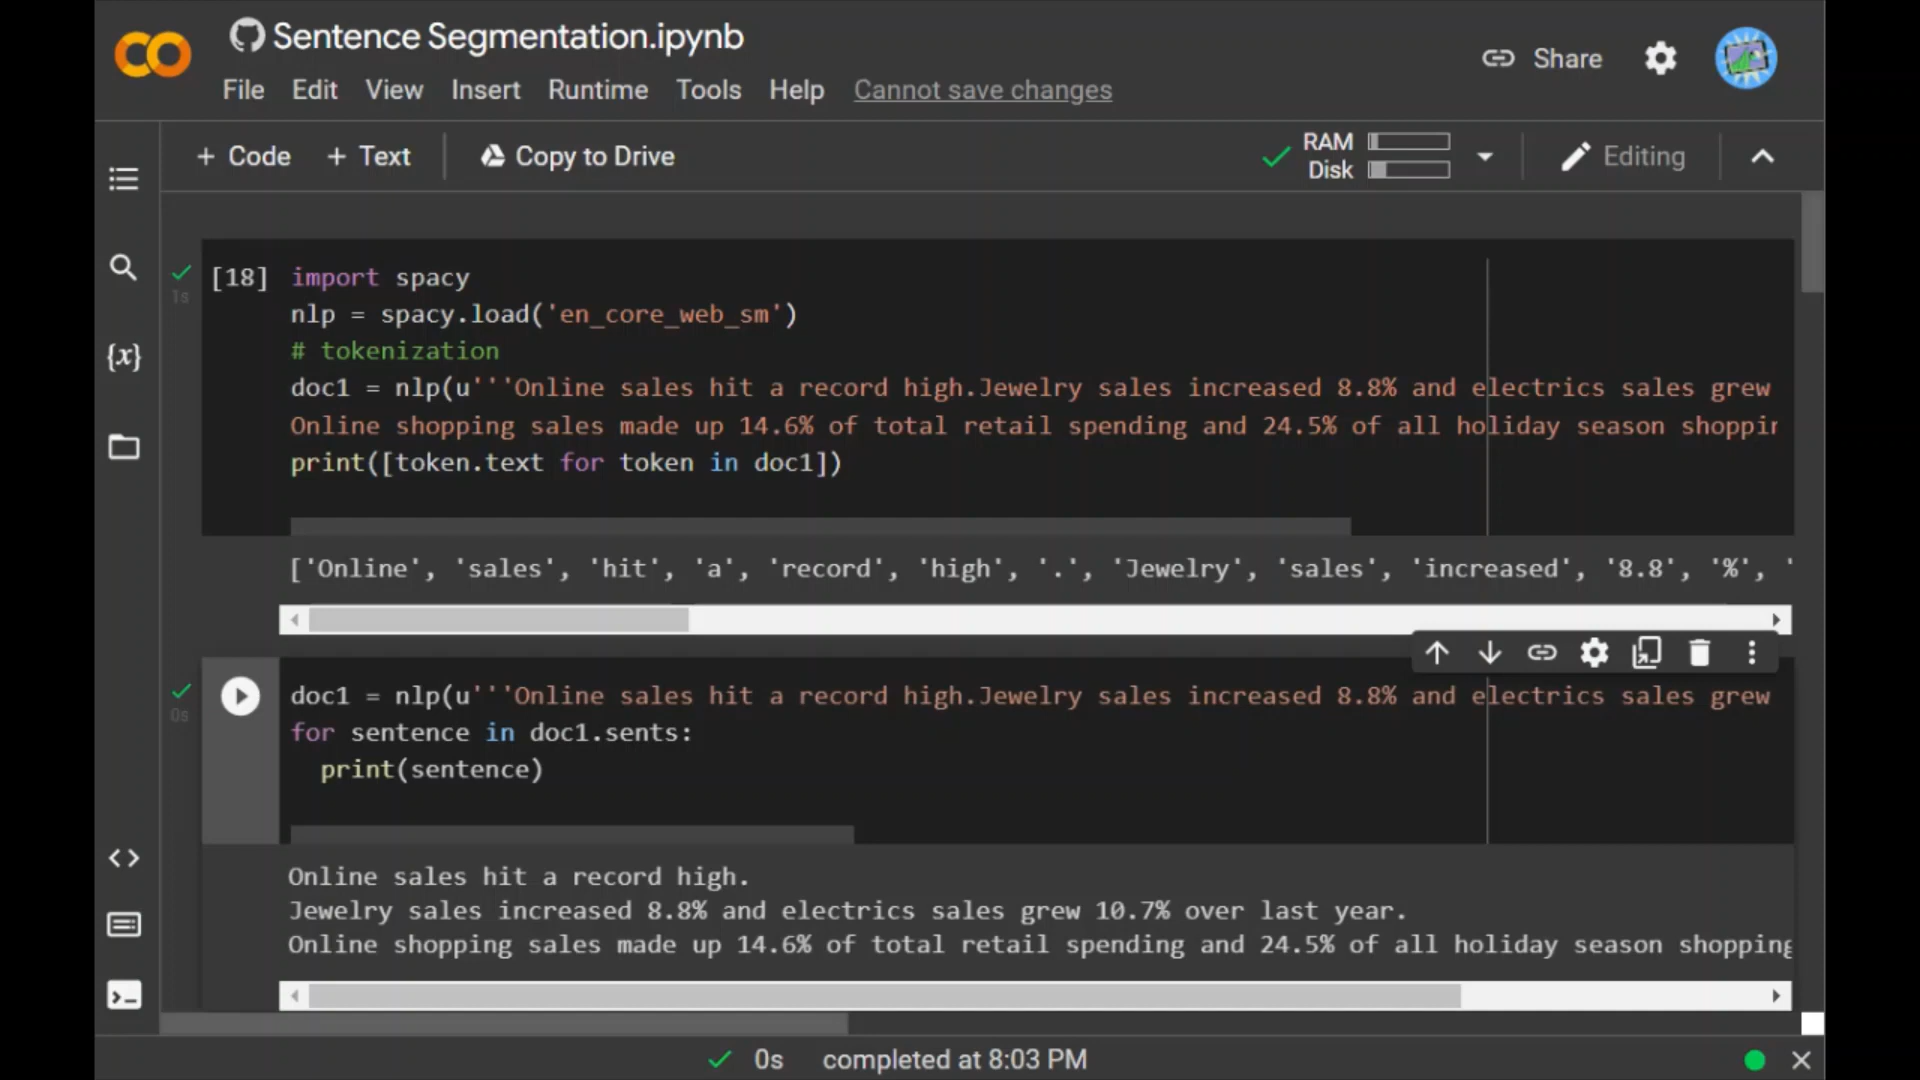 Sentence Segmentation.ipynb
File Edit View Insert Runtime Tools Help Cannot save changes
Share
+ Code + Text Copy to Drive
RAM
Disk
Editing
{x}
1s
[18] import spacy
nlp = spacy.load('en_core_web_sm')
# tokenization
doc1 = nlp(u'''Online sales hit a record high.Jewelry sales increased 8.8% and electrics sales grew
Online shopping sales made up 14.6% of total retail spending and 24.5% of all holiday season shoppin
print([token.text for token in doc1])
['Online', 'sales', 'hit', 'a', 'record', 'high', '.', 'Jewelry', 'sales', 'increased', '8.8', '%', '
0s
doc1 = nlp(u'''Online sales hit a record high.Jewelry sales increased 8.8% and electrics sales grew
for sentence in doc1.sents:
print(sentence)
Online sales hit a record high.
Jewelry sales increased 8.8% and electrics sales grew 10.7% over last year.
Online shopping sales made up 14.6% of total retail spending and 24.5% of all holiday season shopping
0s completed at 8:03 PM